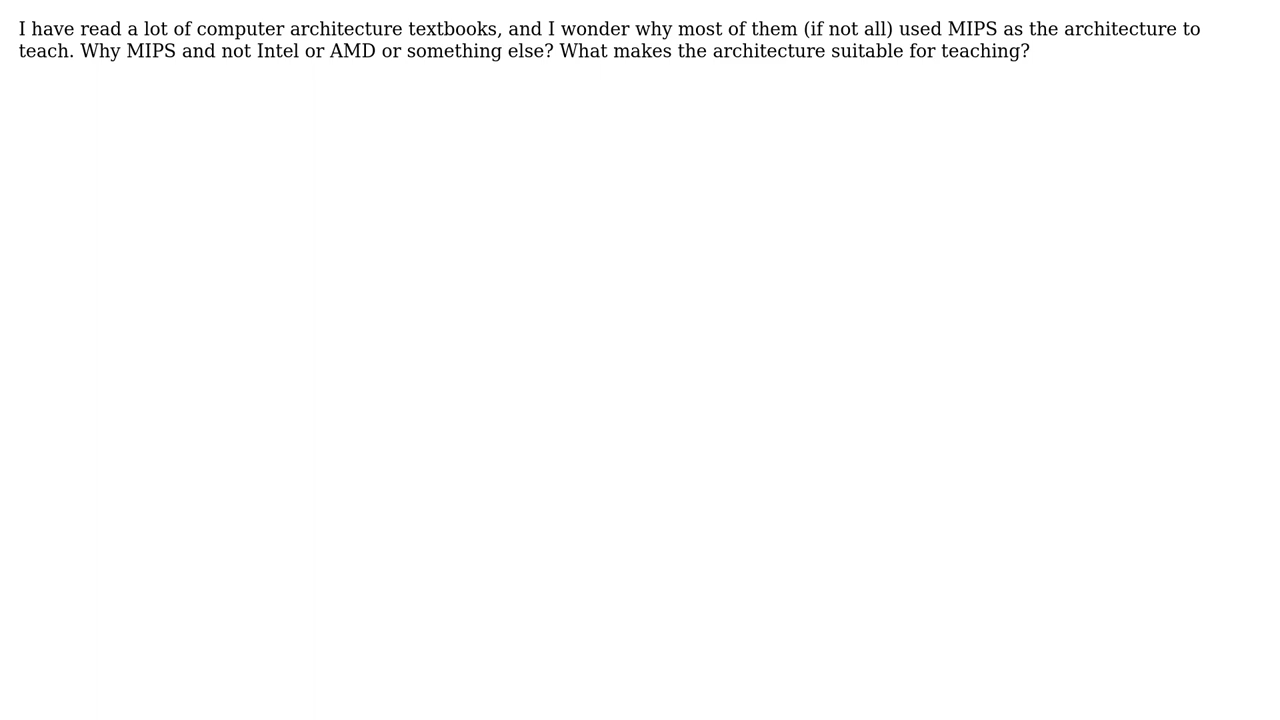 I have read a lot of computer architecture textbooks, and I wonder why most of them (if not all) used MIPS as the architecture to
teach. Why MIPS and not Intel or AMD or something else? What makes the architecture suitable for teaching?